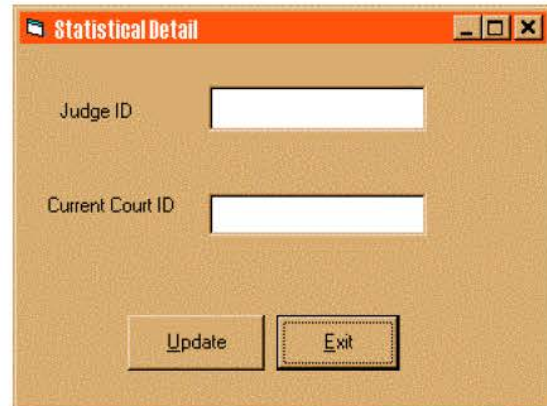 Statistical Detail
Judge ID
Current Court ID
Update Exit